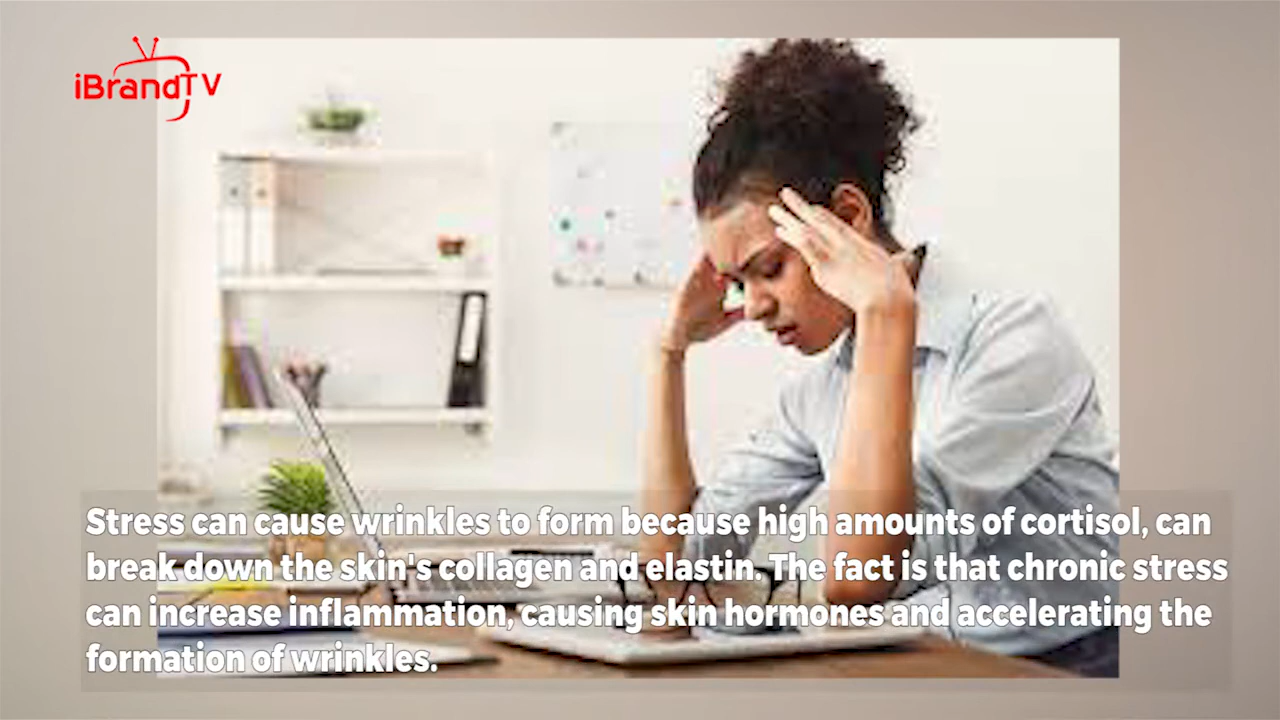 iBrandTV
Stress can cause wrinkles to form because high amounts of cortisol, can
break down the skin's collagen and elastin. The fact is that chronic stress
can increase inflammation, causing skin hormones and accelerating the
formation of wrinkles.